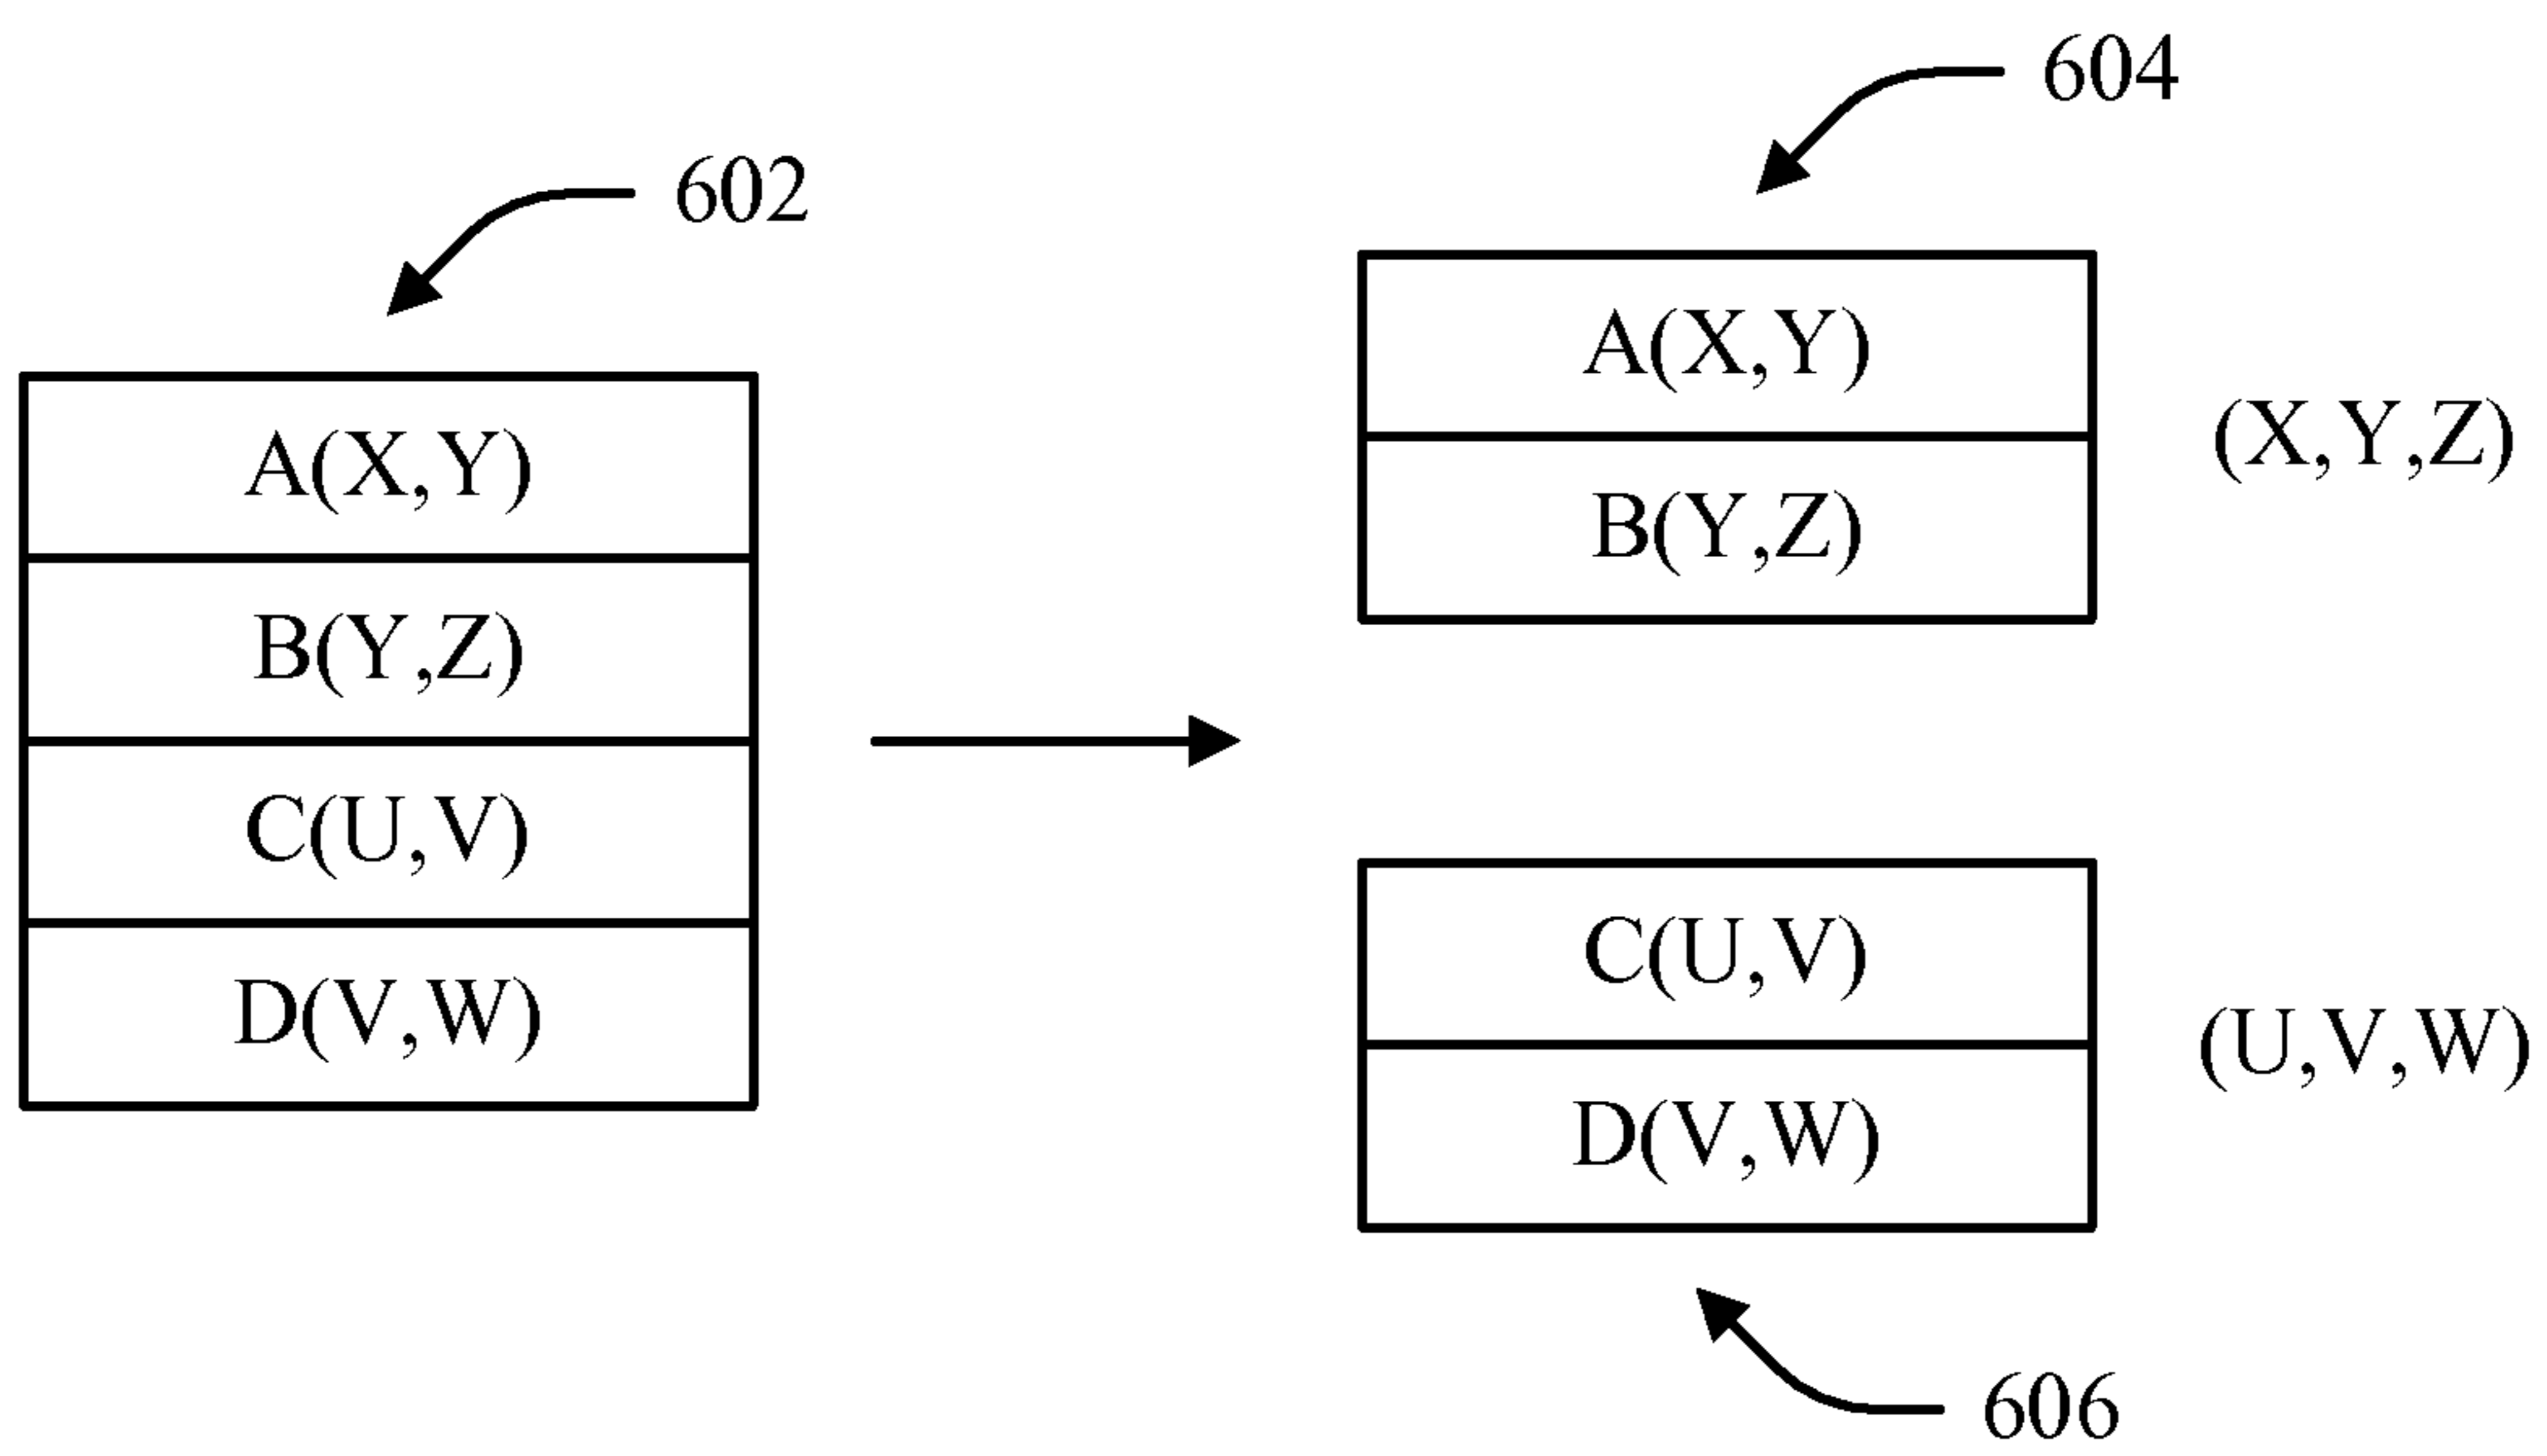 602
A(X,Y)
B(Y,Z)
C(U,V)
D(V,W)
604
A(X,Y)
B(Y,Z)
(X,Y,Z)
C(U,V)
D(V,W)
(U,V,W)
606